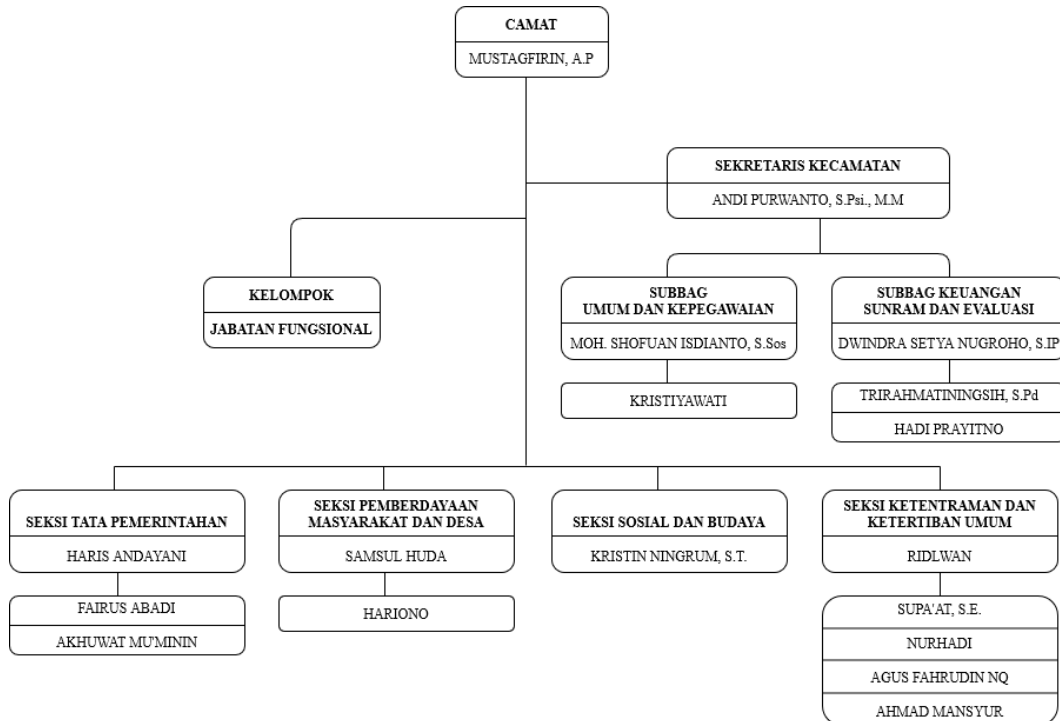 CAMAT
MUSTAGFIRIN, A.P
SEKRETARIS KECAMATAN
ANDI PURWANTO, S.Psi., M.M
KELOMPOK
JABATAN FUNGSIONAL
SUBBAG
UMUM DAN KEPEGAWAIAN
MOH. SHOFUAN ISDIANTO, S.Sos
KRISTIYAWATI
SUBBAG KEUANGAN
SUNRAM DAN EVALUASI
DWINDRA SETYA NUGROHO, S.IP
TRIRAHMATININGSIH, S.Pd
HADI PRAYITNO
SEKSI TATA PEMERINTAHAN
HARIS ANDAYANI
FAIRUS ABADI
AKHUWAT MU'MININ
SEKSI PEMBERDAYAAN
MASYARAKAT DAN DESA
SAMSUL HUDA
HARIONO
SEKSI SOSIAL DAN BUDAYA
KRISTIN NINGRUM, S.T.
SEKSI KETENTRAMAN DAN
KETERTIBAN UMUM
RIDLWAN
SUPA'AT, S.E.
NURHADI
AGUS FAHRUDIN NQ
AHMAD MANSYUR